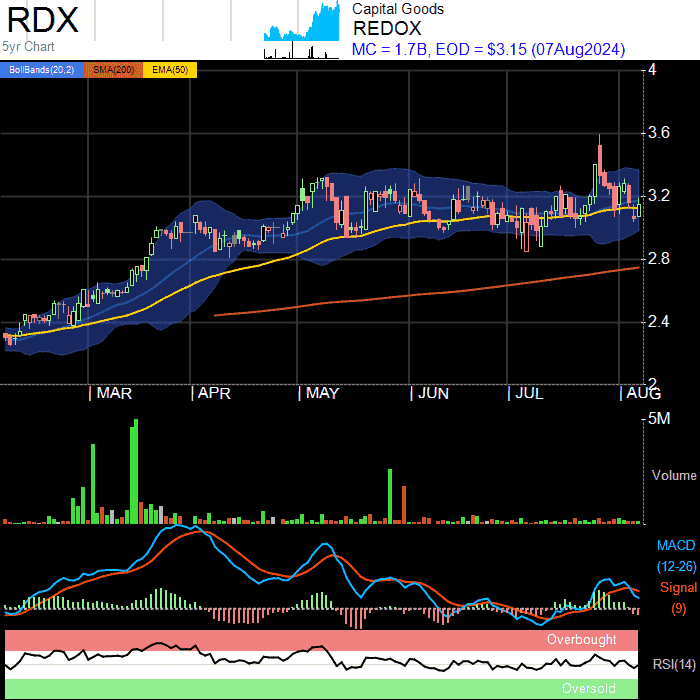 RDX
5yr Chart
Capital Goods
REDOX
MC = 1.7B, EOD = $3.15 (07Aug2024)
BollBands(20,2) SMA(200) EMA(50)
4
3.6
3.2
2.8
2.4
2
MAR APR MAY JUN JUL AUG
5M
Volume
MACD
(12-26)
Signal
(9)
Overbought
RSI(14)
Oversold